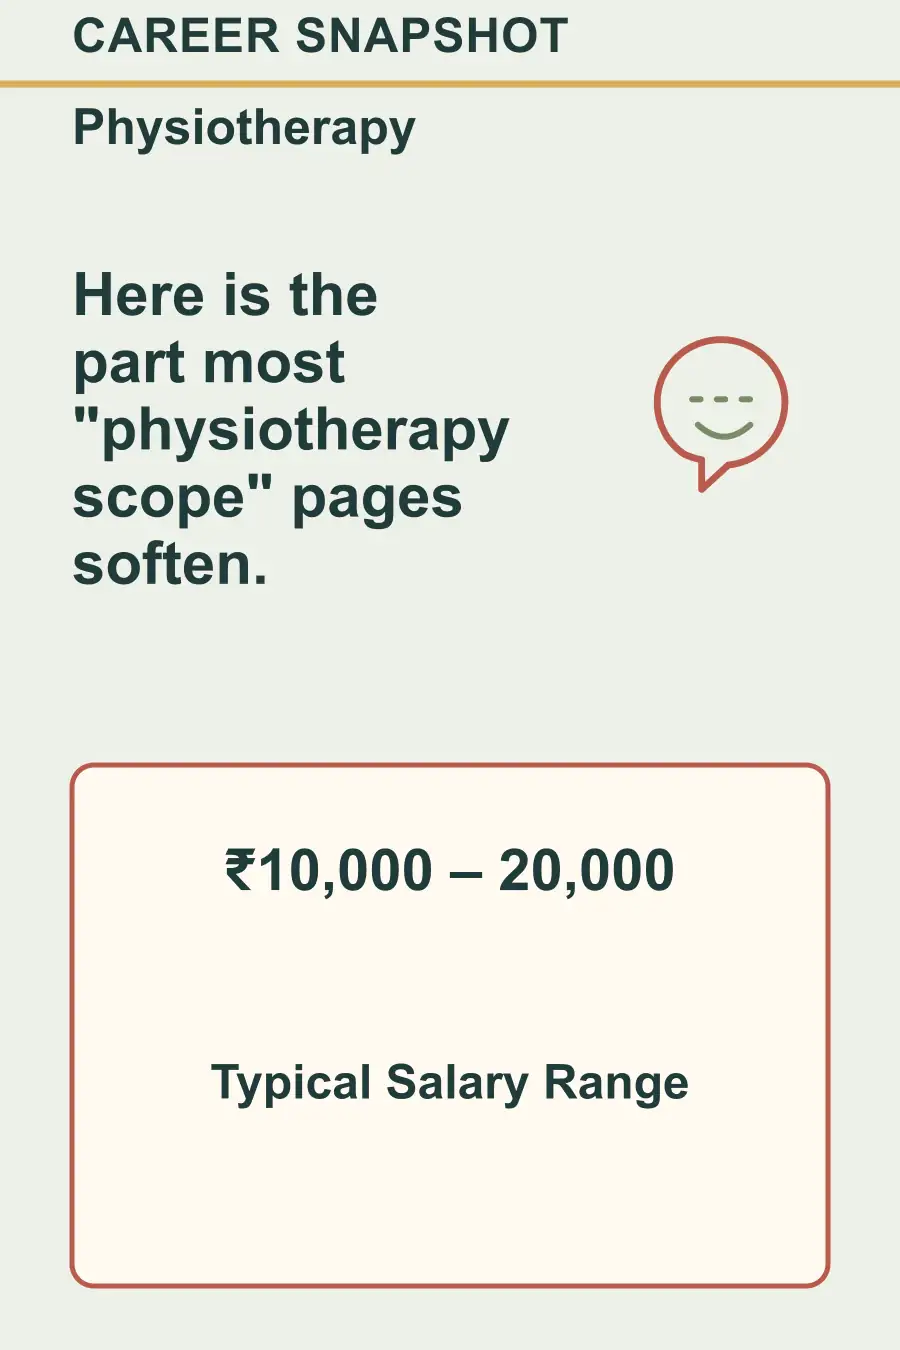 CAREER SNAPSHOT
Physiotherapy
Here is the
part most
"physiotherapy
scope" pages
soften.
₹10,000 – 20,000
Typical Salary Range